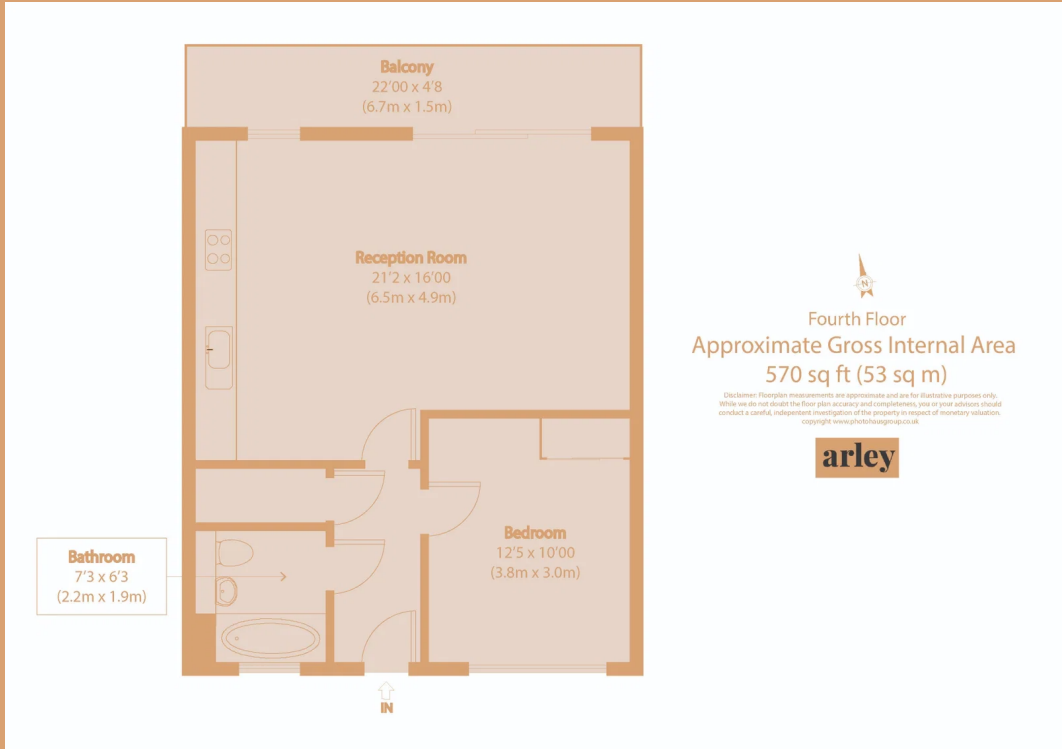 Balcony
22'00 x 4'8
(6.7m x 1.5m)
Reception Room
21'2 x 16'00
(6.5m x 4.9m)
N
Fourth Floor
Approximate Gross Internal Area
570 sq ft (53 sq m)
Disclaimer: Floorplan measurements are approximate and are for illustrative purposes only.
While we do not doubt the floor plan accuracy and completeness, you or your advisors should
conduct a careful, independent investigation of the property in respect of monetary valuation.
copyright www.photohausgroup.co.uk
arley
Bedroom
12'5 x 10'00
(3.8m x 3.0m)
Bathroom
7'3 x 6'3
(2.2m x 1.9m)
IN